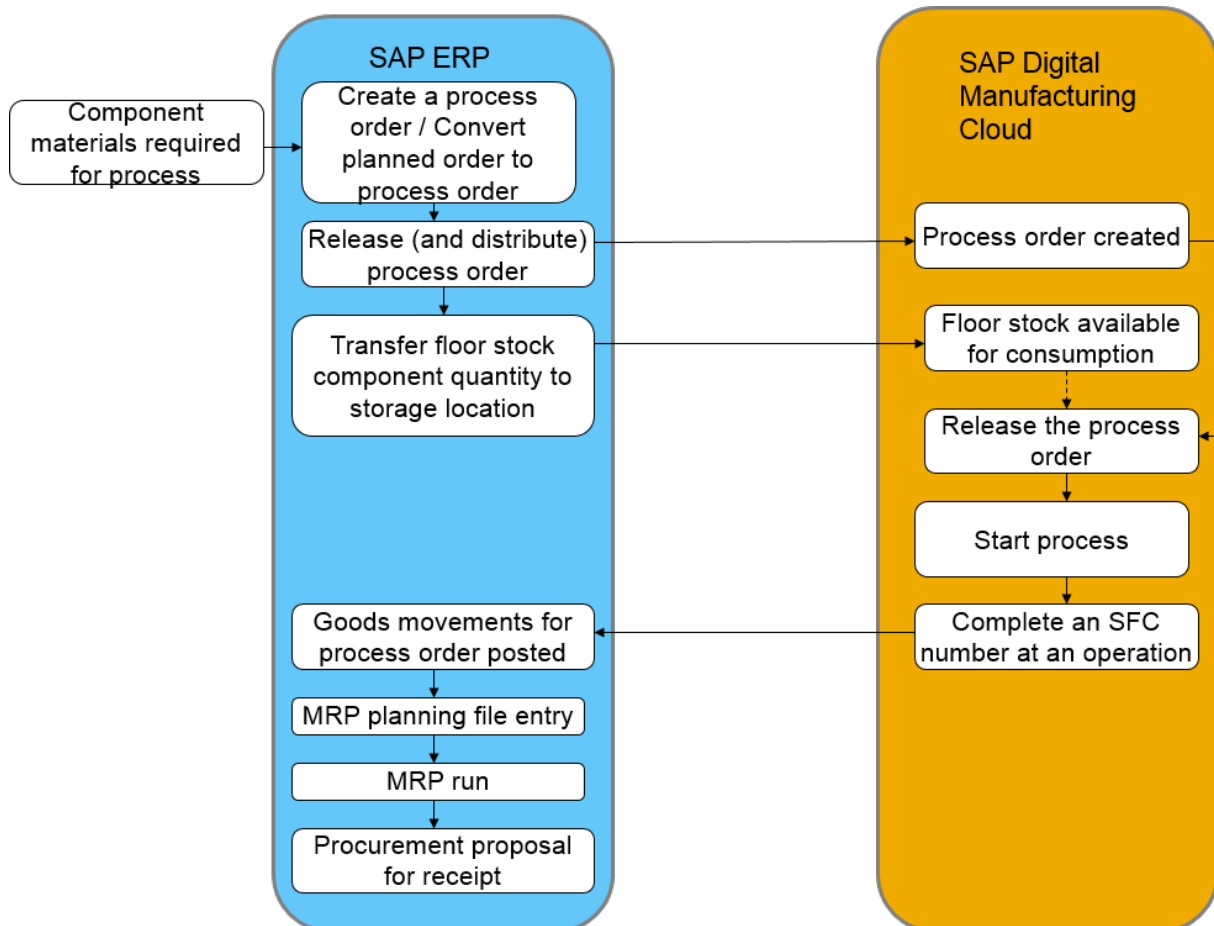 SAP ERP
SAP Digital
Manufacturing
Cloud
Component
materials required
for process
Create a process
order / Convert
planned order to
process order
Release (and distribute)
process order
Process order created
Transfer floor stock
component quantity to
storage location
Floor stock available
for consumption
Release the process
order
Start process
Complete an SFC
number at an operation
Goods movements for
process order posted
MRP planning file entry
MRP run
Procurement proposal
for receipt